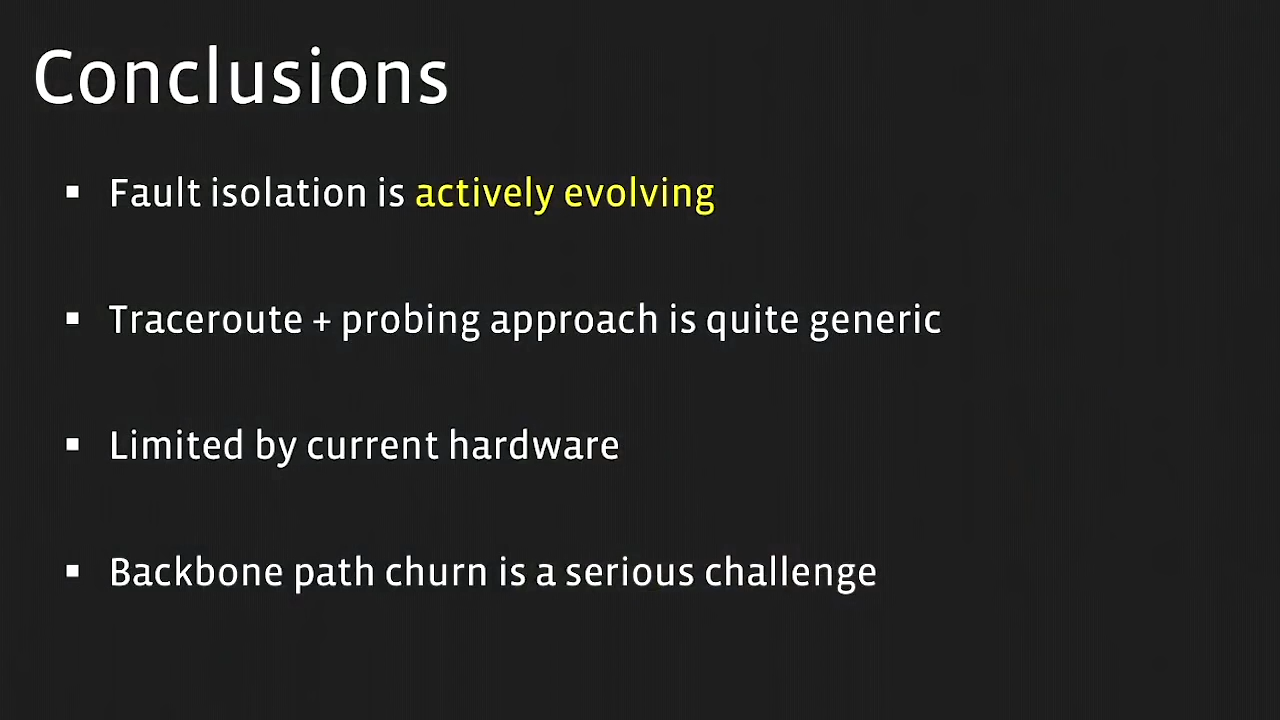 Conclusions
▪ Fault isolation is actively evolving
▪ Traceroute + probing approach is quite generic
▪ Limited by current hardware
▪ Backbone path churn is a serious challenge